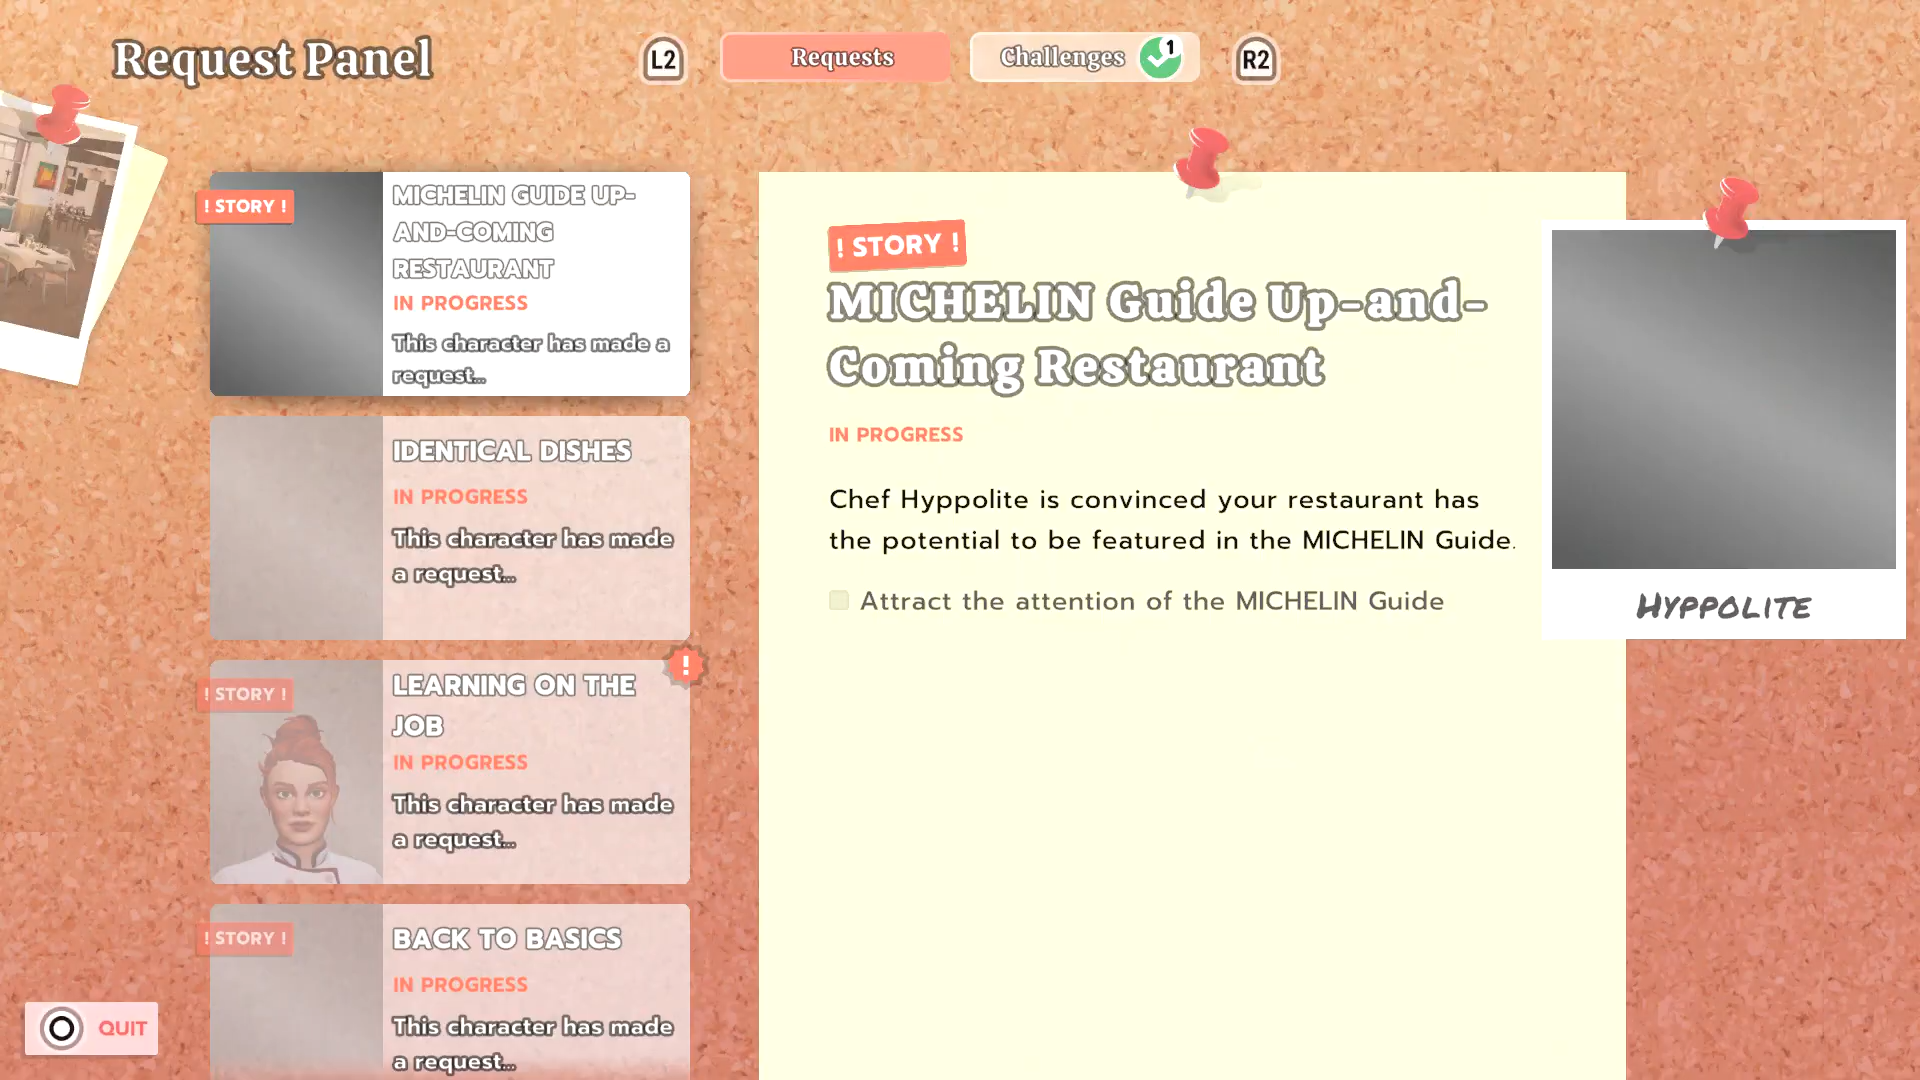 Request Panel
L2
Requests
Challenges
1
R2
! STORY !
MICHELIN GUIDE UP-
AND-COMING
RESTAURANT
IN PROGRESS
This character has made a
request...
IDENTICAL DISHES
IN PROGRESS
This character has made
a request...
!
! STORY !
LEARNING ON THE
JOB
IN PROGRESS
This character has made
a request...
! STORY !
BACK TO BASICS
IN PROGRESS
This character has made
a request...
QUIT
! STORY !
MICHELIN Guide Up-and-
Coming Restaurant
IN PROGRESS
Chef Hyppolite is convinced your restaurant has
the potential to be featured in the MICHELIN Guide.
Attract the attention of the MICHELIN Guide
HYPPOLITE